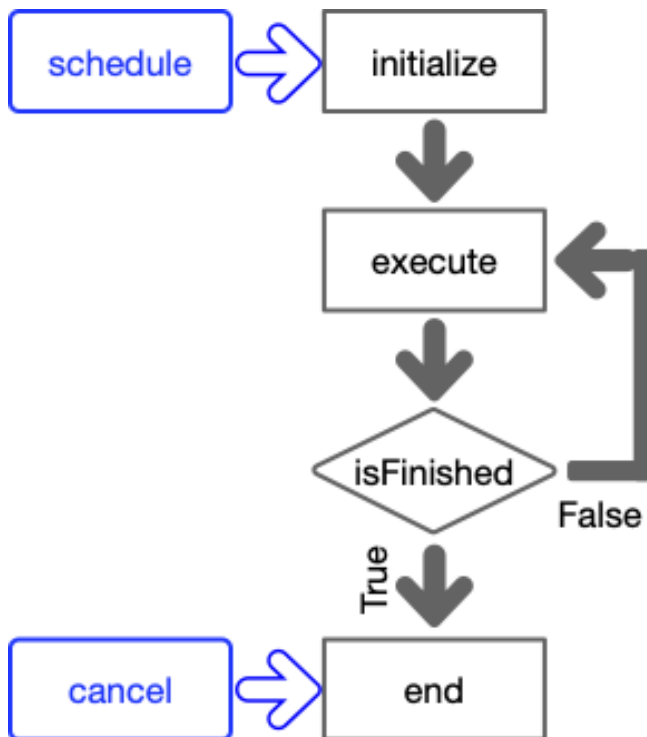 schedule
initialize
execute
isFinished
False
True
cancel
end